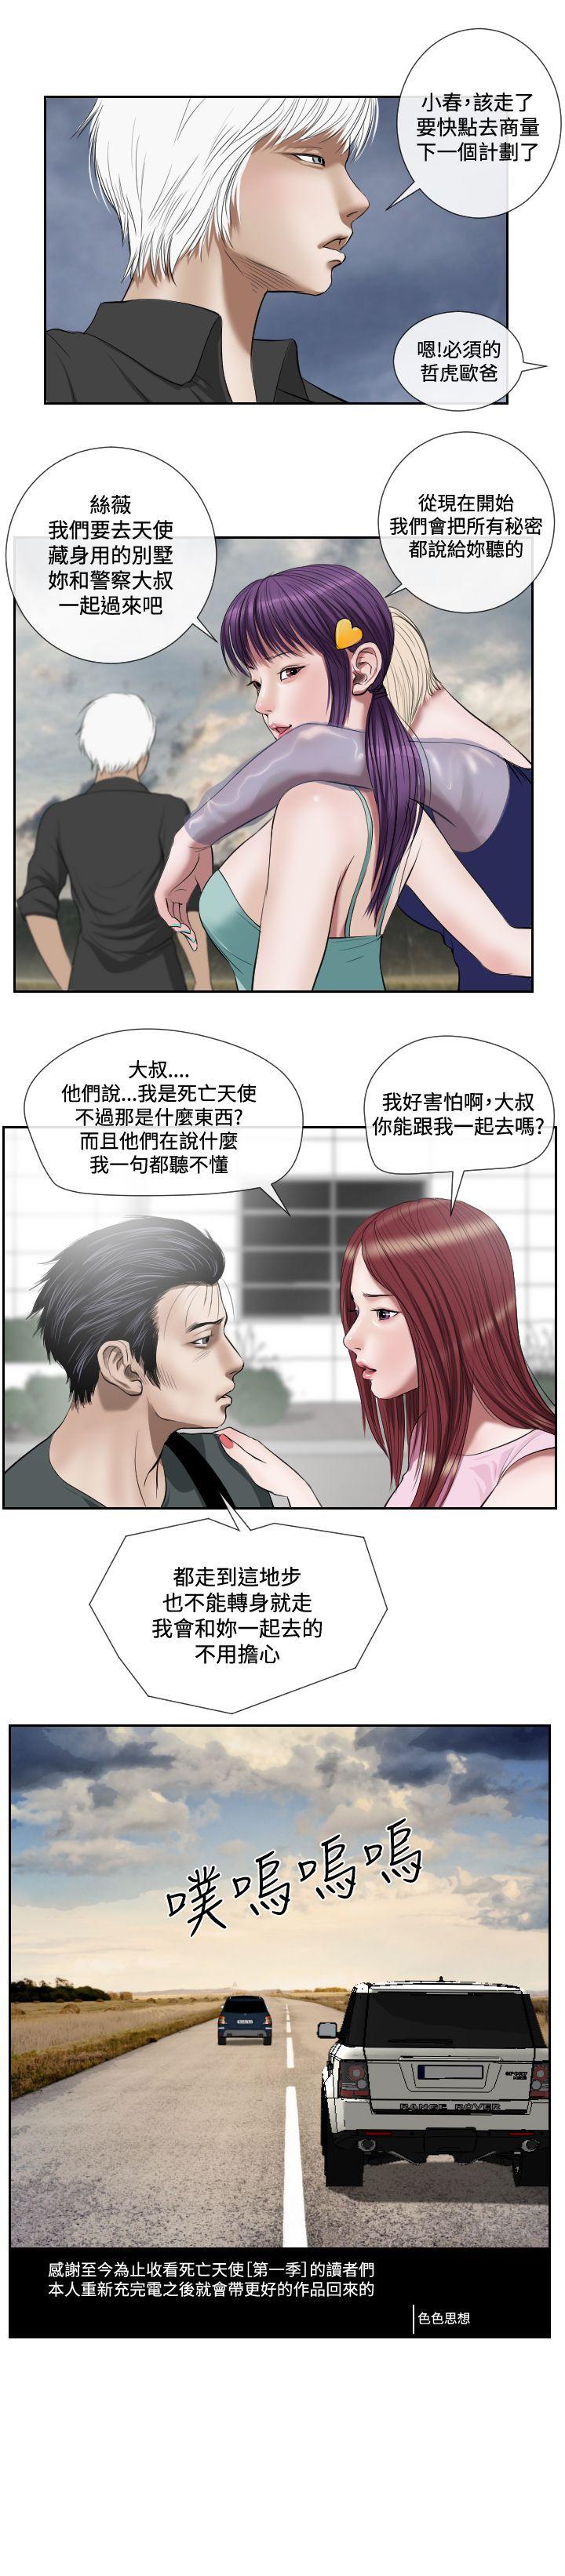 小春，該走了
要快點去商量
下一個計劃了
嗯！必須的
哲虎歐爸
絲薇
我們要去天使
藏身用的別墅
妳和警察大叔
一起過來吧
從現在開始
我們會把所有秘密
都說給妳聽的
大叔....
他們說...我是死亡天使
不過那是什麼東西?
而且他們在說什麼
我一句都聽不懂
我好害怕啊，大叔
你能跟我一起去嗎?
都走到這地步
也不能轉身就走
我會和妳一起去的
不用擔心
噗嗚嗚嗚
RANGE ROVER
感謝至今為止收看死亡天使[第一季]的讀者們
本人重新充完電之後就會帶更好的作品回來的
色色思想